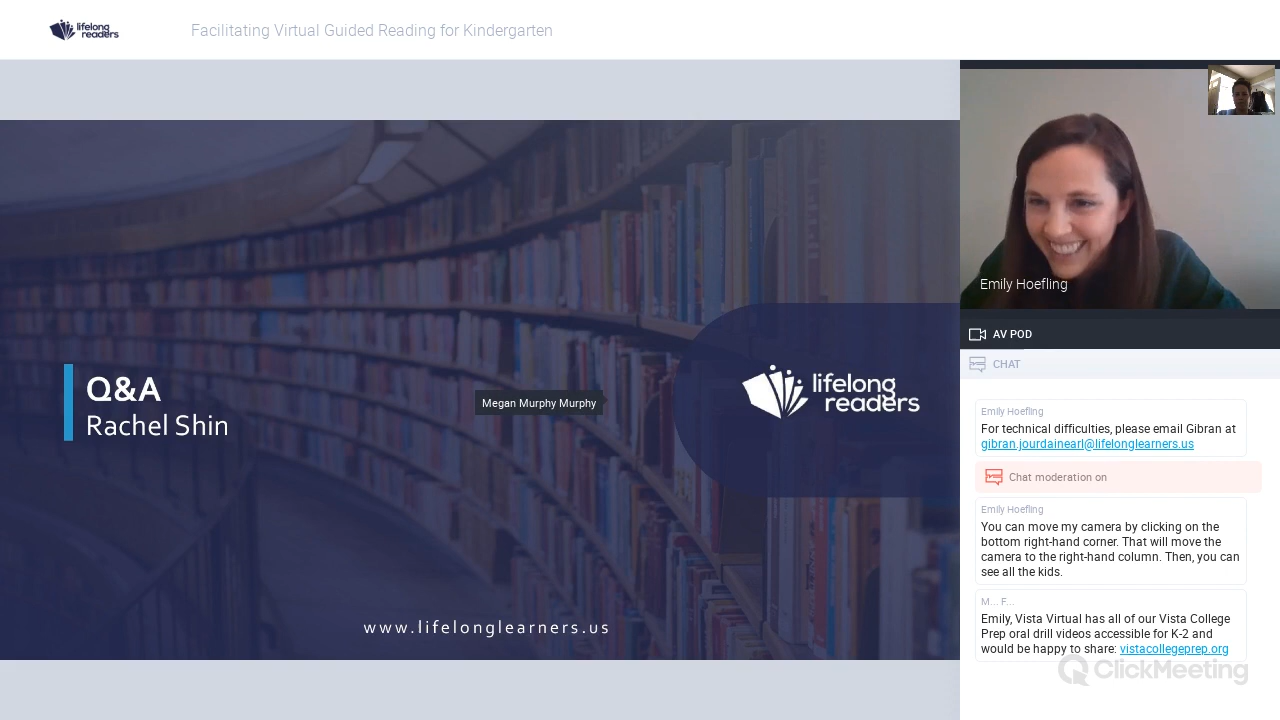 lifelong
readers
Facilitating Virtual Guided Reading for Kindergarten
Q&A
Rachel Shin
Megan Murphy Murphy
lifelong
readers
www.lifelonglearners.us
Emily Hoefling
AV POD
CHAT
Emily Hoefling
For technical difficulties, please email Gibran at
gibran.jourdainearl@lifelonglearners.us
Chat moderation on
Emily Hoefling
You can move my camera by clicking on the
bottom right-hand corner. That will move the
camera to the right-hand column. Then, you can
see all the kids.
M... F...
Emily, Vista Virtual has all of our Vista College
Prep oral drill videos accessible for K-2 and
would be happy to share: vistacollegeprep.org
ClickMeeting